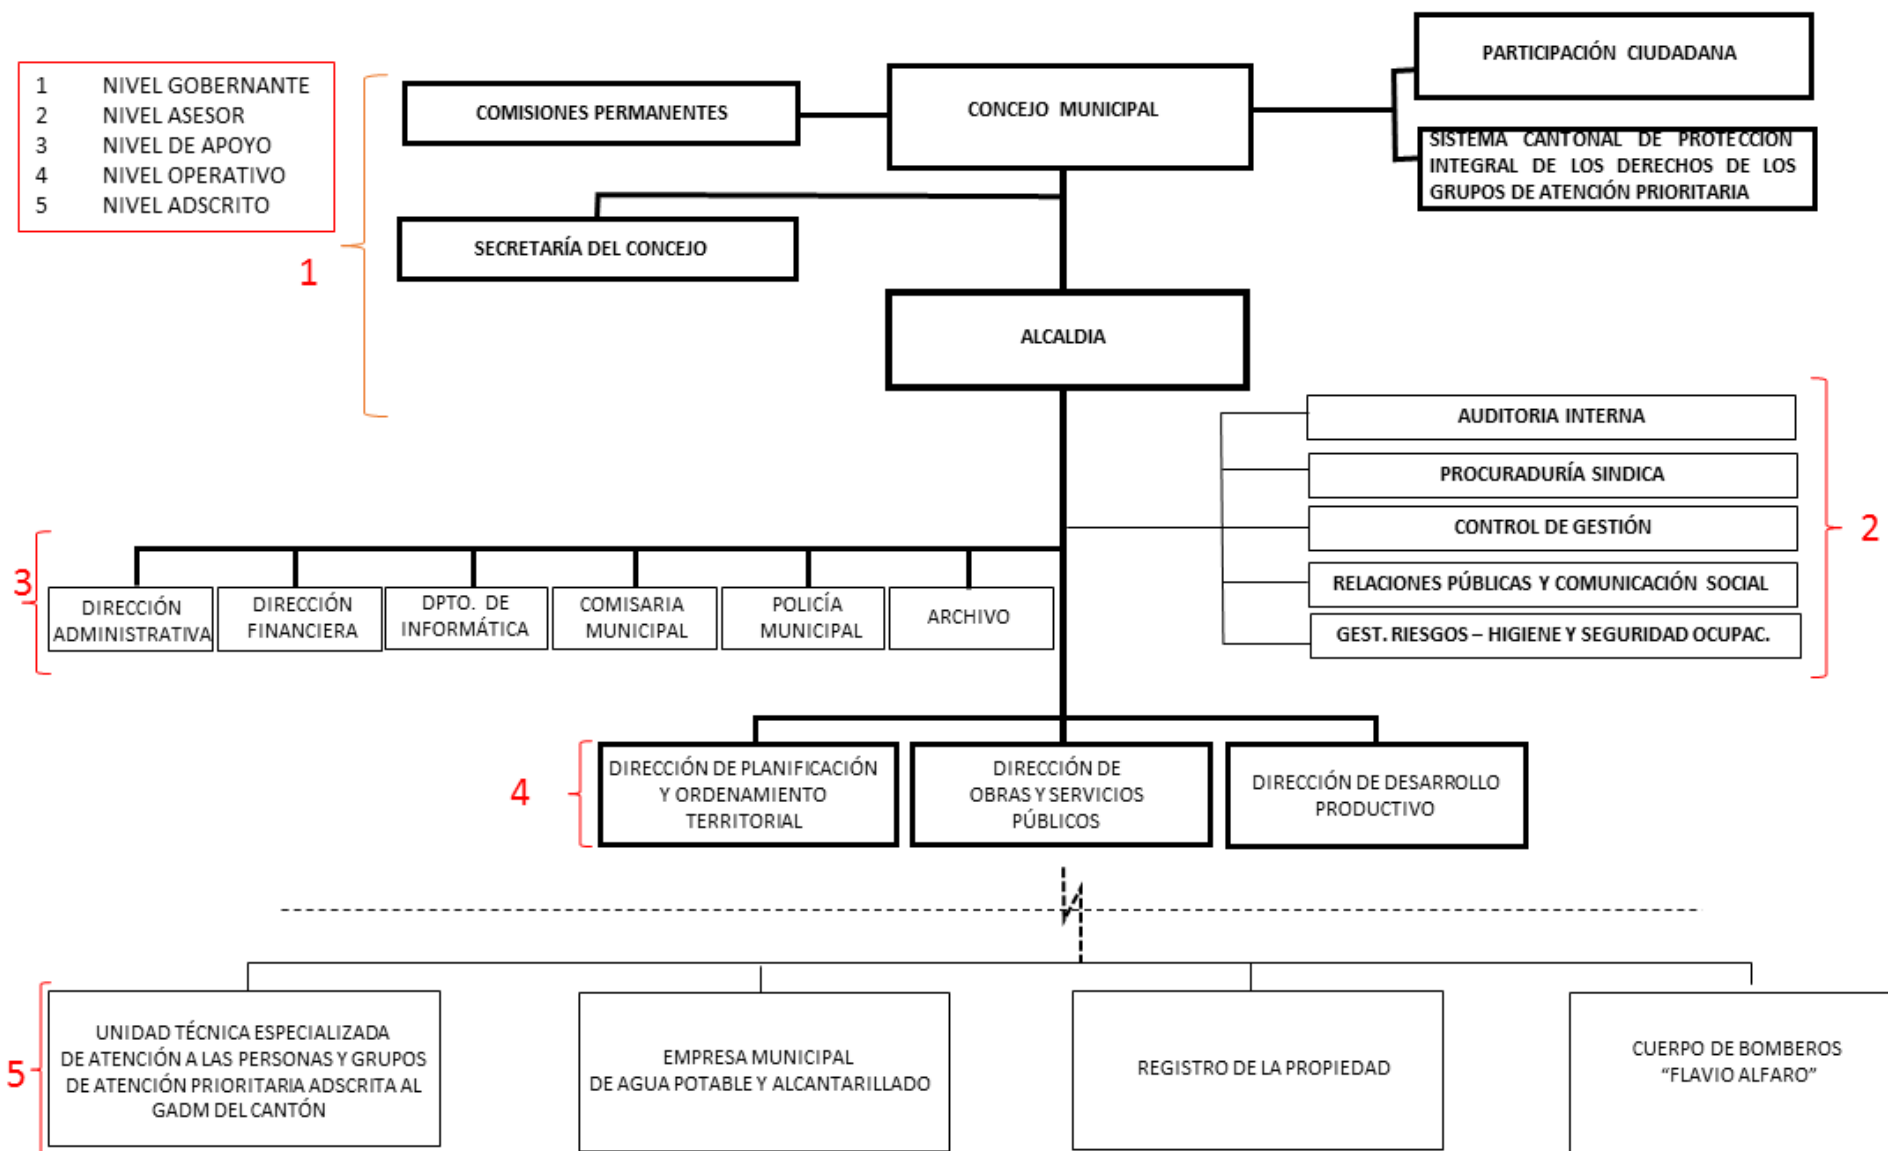 1 NIVEL GOBERNANTE
2 NIVEL ASESOR
3 NIVEL DE APOYO
4 NIVEL OPERATIVO
5 NIVEL ADSCRITO
COMISIONES PERMANENTES
CONCEJO MUNICIPAL
PARTICIPACIÓN CIUDADANA
SISTEMA CANTONAL DE PROTECCION
INTEGRAL DE LOS DERECHOS DE LOS
GRUPOS DE ATENCIÓN PRIORITARIA
SECRETARÍA DEL CONCEJO
1
ALCALDIA
AUDITORIA INTERNA
PROCURADURÍA SINDICA
CONTROL DE GESTIÓN
RELACIONES PÚBLICAS Y COMUNICACIÓN SOCIAL
GEST. RIESGOS – HIGIENE Y SEGURIDAD OCUPAC.
2
3
DIRECCIÓN
ADMINISTRATIVA
DIRECCIÓN
FINANCIERA
DPTO. DE
INFORMÁTICA
COMISARIA
MUNICIPAL
POLICÍA
MUNICIPAL
ARCHIVO
4
DIRECCIÓN DE PLANIFICACIÓN
Y ORDENAMIENTO
TERRITORIAL
DIRECCIÓN DE
OBRAS Y SERVICIOS
PÚBLICOS
DIRECCIÓN DE DESARROLLO
PRODUCTIVO
5
UNIDAD TÉCNICA ESPECIALIZADA
DE ATENCIÓN A LAS PERSONAS Y GRUPOS
DE ATENCIÓN PRIORITARIA ADSCRITA AL
GADM DEL CANTÓN
EMPRESA MUNICIPAL
DE AGUA POTABLE Y ALCANTARILLADO
REGISTRO DE LA PROPIEDAD
CUERPO DE BOMBEROS
“FLAVIO ALFARO”